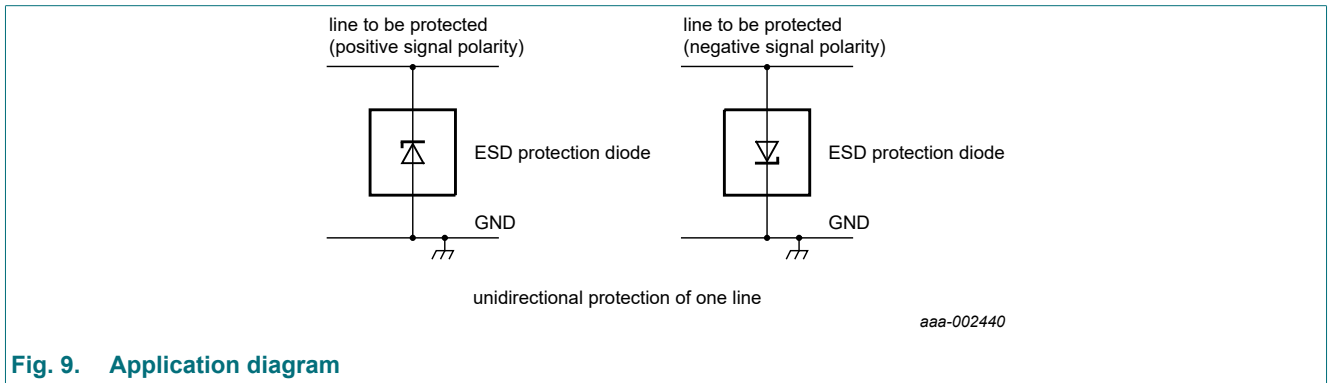 line to be protected
(positive signal polarity)
line to be protected
(negative signal polarity)
ESD protection diode
ESD protection diode
GND
GND
unidirectional protection of one line
aaa-002440
Fig. 9. Application diagram